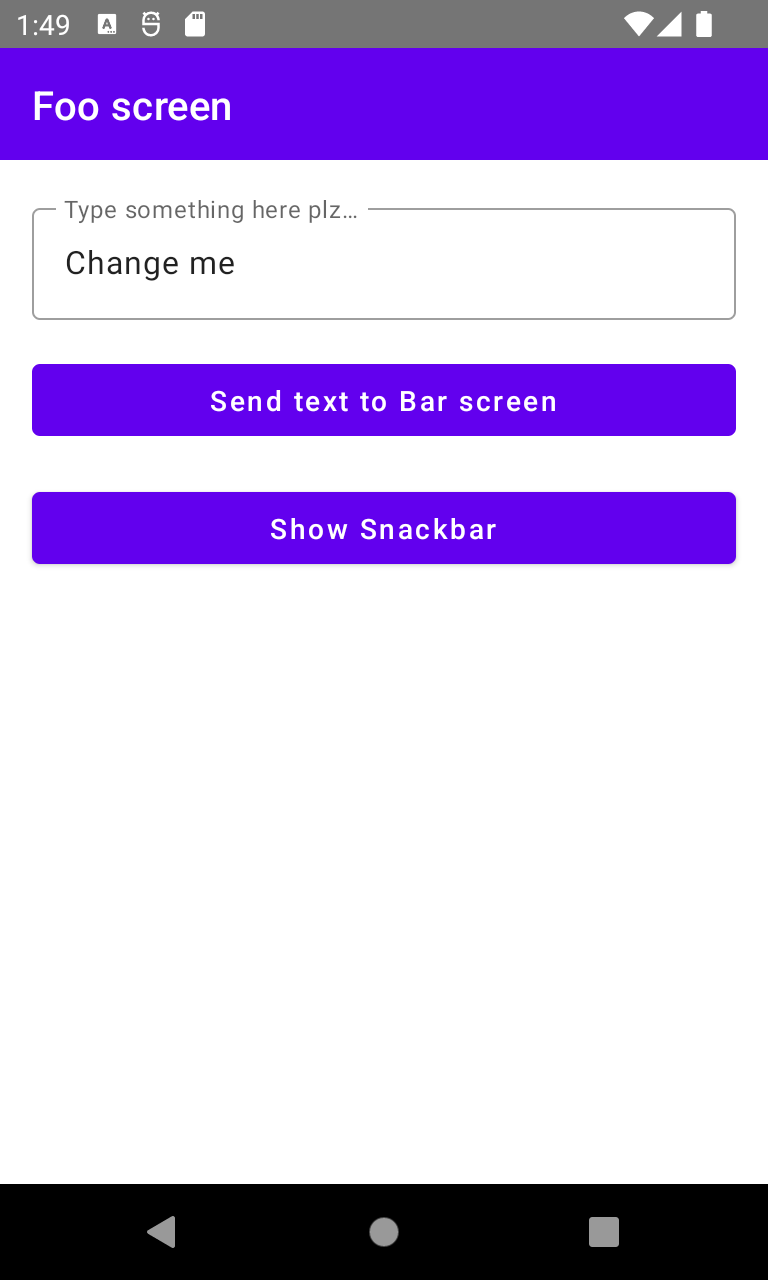 1:49
Foo screen
Type something here plz...
Change me
Send text to Bar screen
Show Snackbar